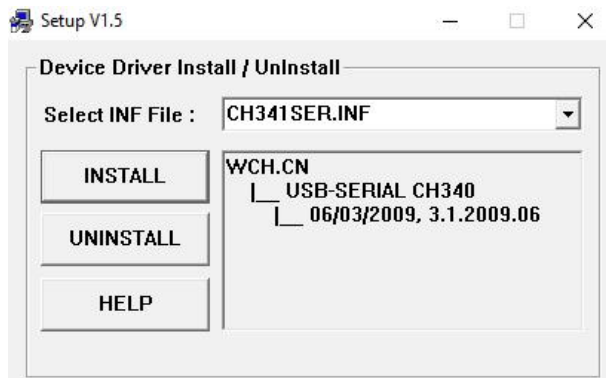 Setup V1.5
Device Driver Install / UnInstall
Select INF File :
CH341SER.INF
INSTALL
UNINSTALL
HELP
WCH.CN
|__ USB-SERIAL CH340
|__ 06/03/2009, 3.1.2009.06